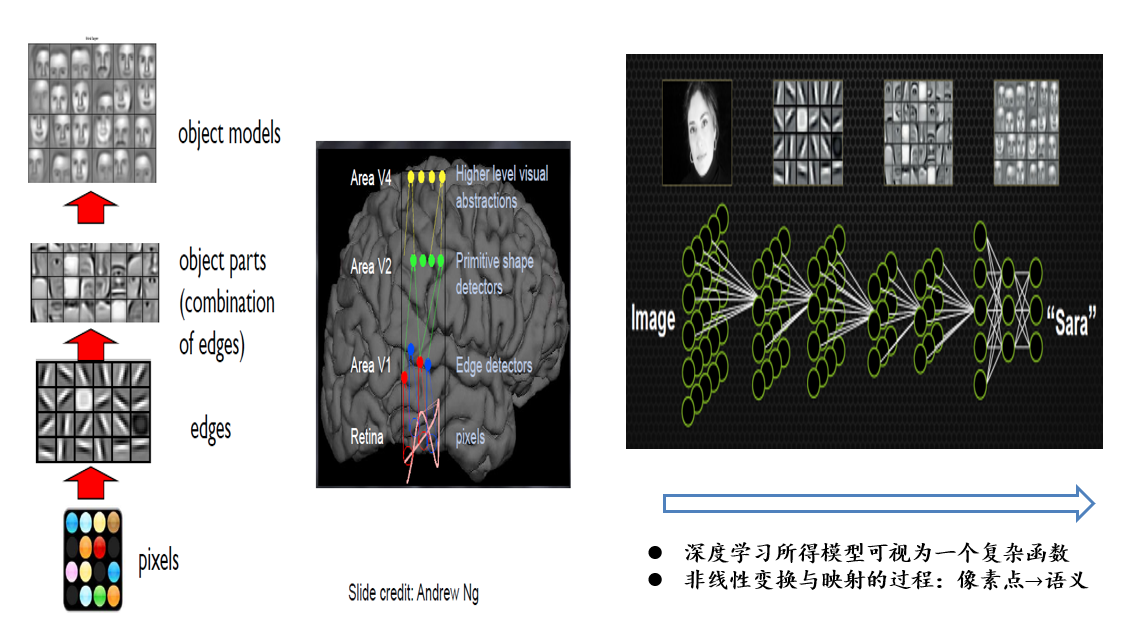 object models
object parts
(combination
of edges)
edges
pixels
Area V4
Higher level visual
abstractions
Area V2
Primitive shape
detectors
Area V1
Edge detectors
Retina
pixels
Slide credit: Andrew Ng
Image
“Sara”
● 深度学习所得模型可视为一个复杂函数
● 非线性变换与映射的过程：像素点→语义